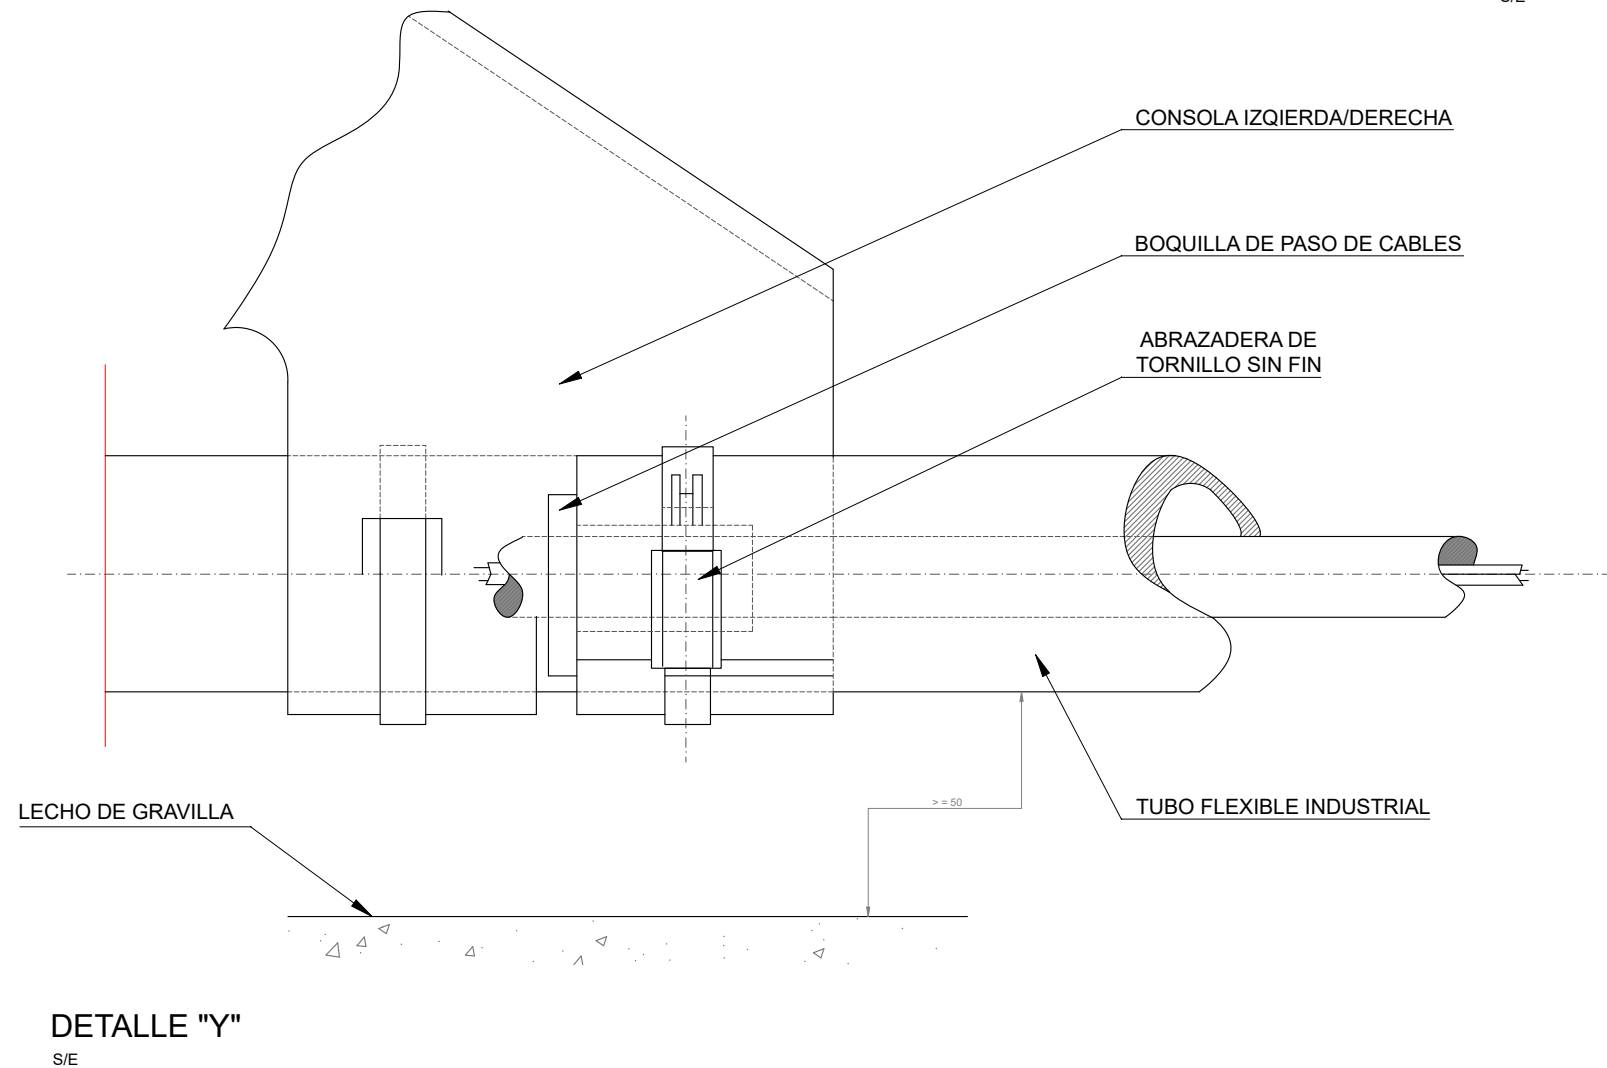 S/E
CONSOLA IZQIERDA/DERECHA
BOQUILLA DE PASO DE CABLES
ABRAZADERA DE
TORNILLO SIN FIN
> = 50
LECHO DE GRAVILLA
TUBO FLEXIBLE INDUSTRIAL
DETALLE "Y"
S/E